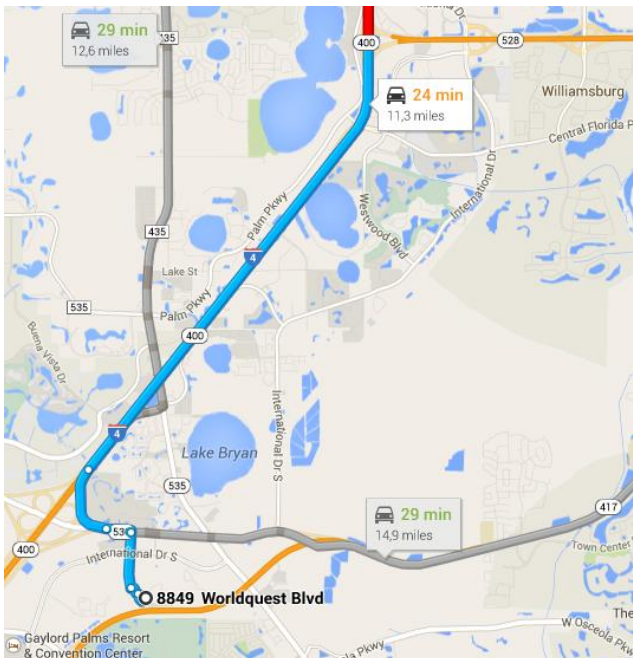 29 min
12,6 miles
435
400
528
Williamsburg
24 min
11,3 miles
Central Florida P
International Dr
Palm Pkwy
Westwood Blvd
435
4
Lake St
535
Palm Pkwy
400
Buena Vista Dr
International Dr S
4
Lake Bryan
535
29 min
14,9 miles
417
536
400
International Dr S
Town Center
8849 Worldquest Blvd
The
W Osceola Pkwy
Gaylord Palms Resort
& Convention Center